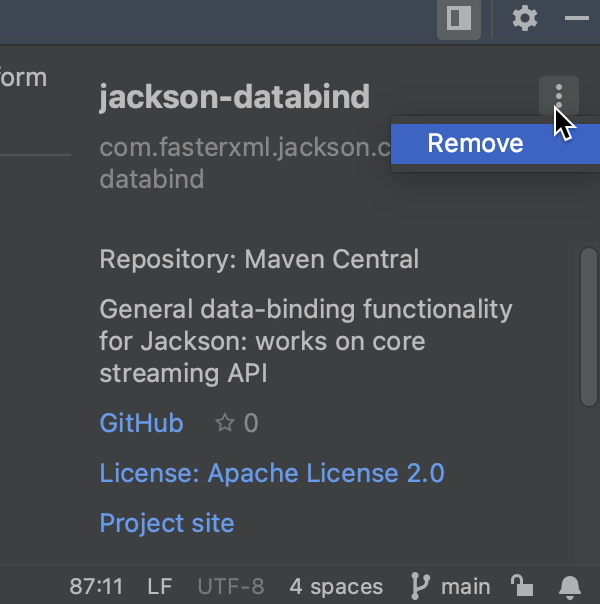 form
jackson-databind
com.fasterxml.jackson.c
databind
Remove
Repository: Maven Central
General data-binding functionality
for Jackson: works on core
streaming API
GitHub 0
License: Apache License 2.0
Project site
87:11 LF UTF-8 4 spaces main